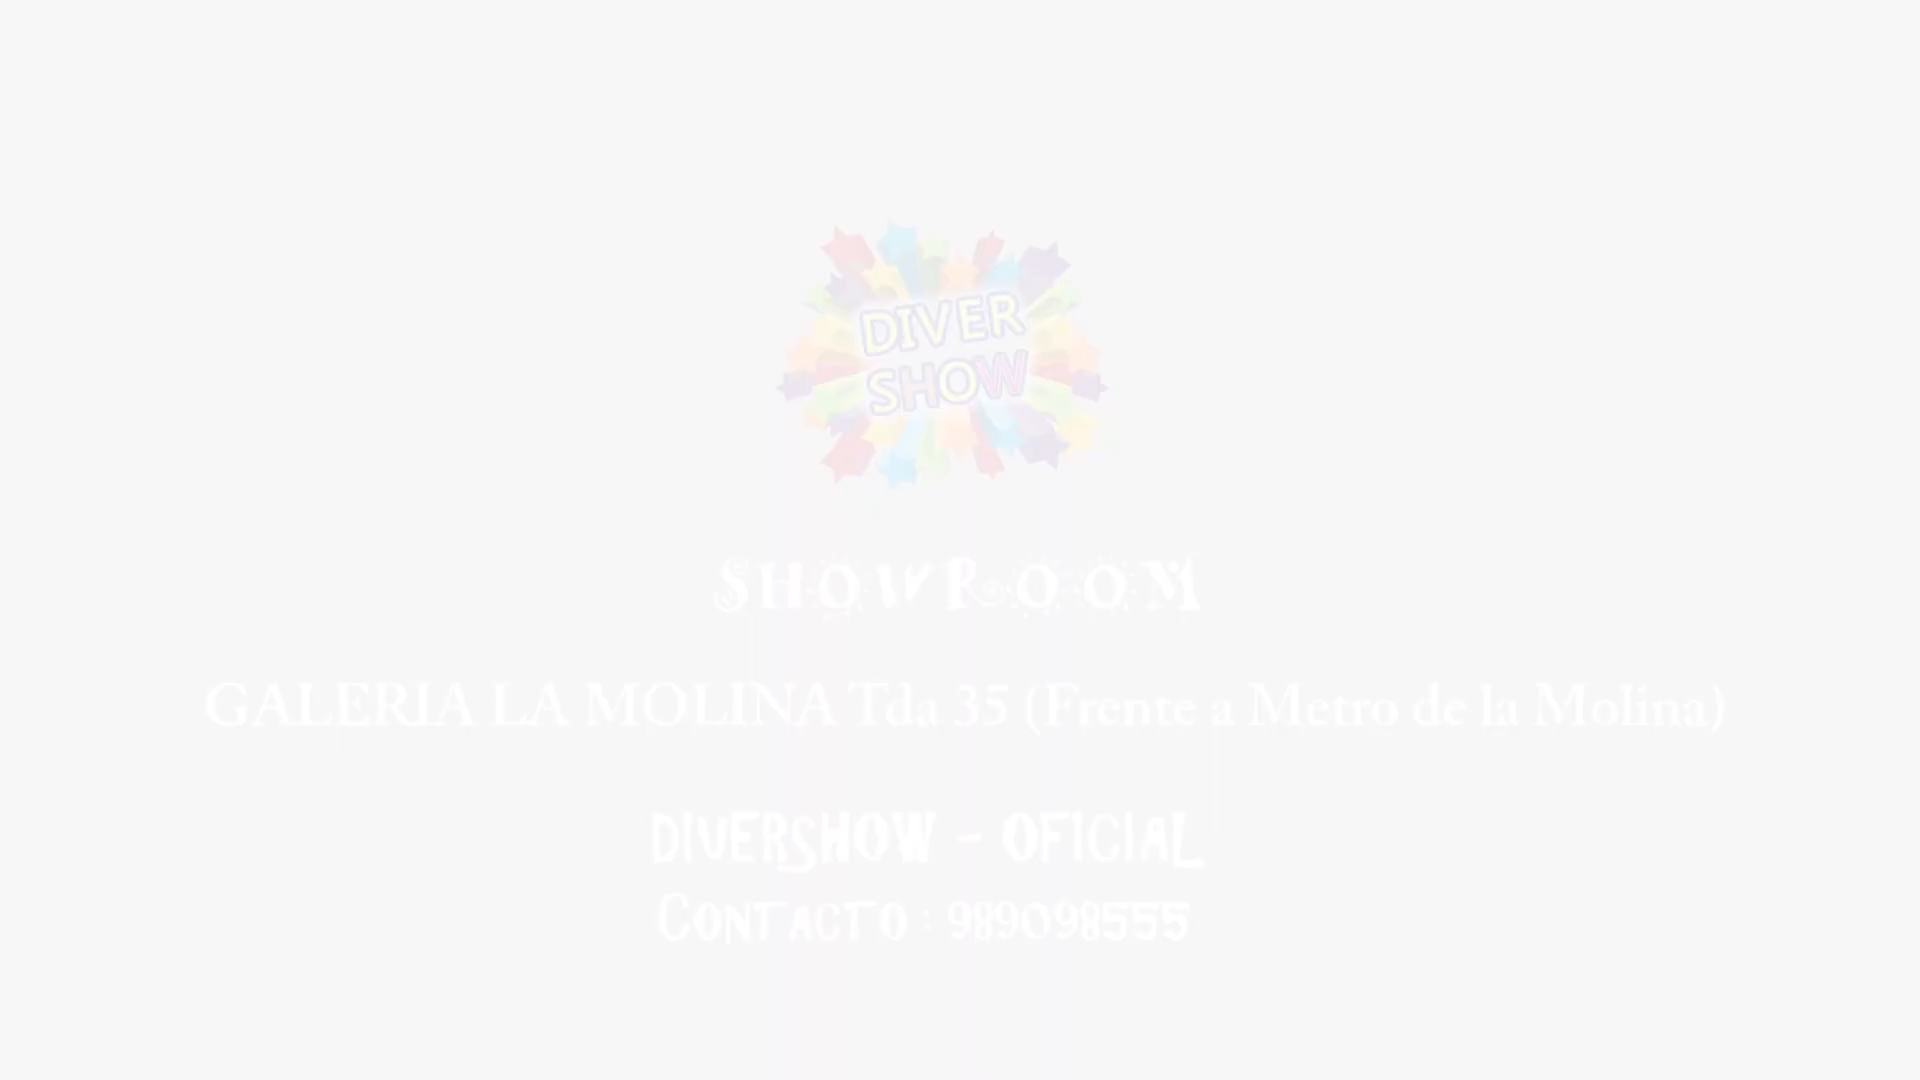 DIVER
SHOW
SHOWROOM
GALERIA LA MOLINA Tda 35 (Frente a Metro de la Molina)
DIVERSHOW - OFICIAL
CONTACTO : 989098555